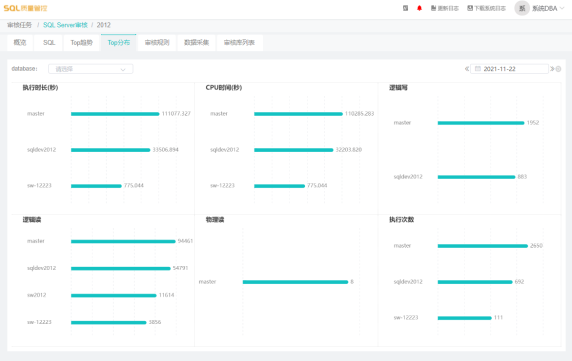 SQL质量管控
更新日志 下载系统日志 系 系统DBA
审核任务 / SQL Server审核 / 2012
概览 SQL Top趋势 Top分布 审核规则 数据采集 审核库列表
database: 请选择 2021-11-22
执行时长(秒) CPU时间(秒) 逻辑写
master 111077.327
sqldev2012 33506.894
sw-12223 775.044
master 110285.283
sqldev2012 32203.820
sw-12223 775.044
master 1952
sqldev2012 883
逻辑读 物理读 执行次数
master 94461
sqldev2012 54791
sw2012 11614
sw-12223 3856
master 8
master 2650
sqldev2012 692
sw-12223 111